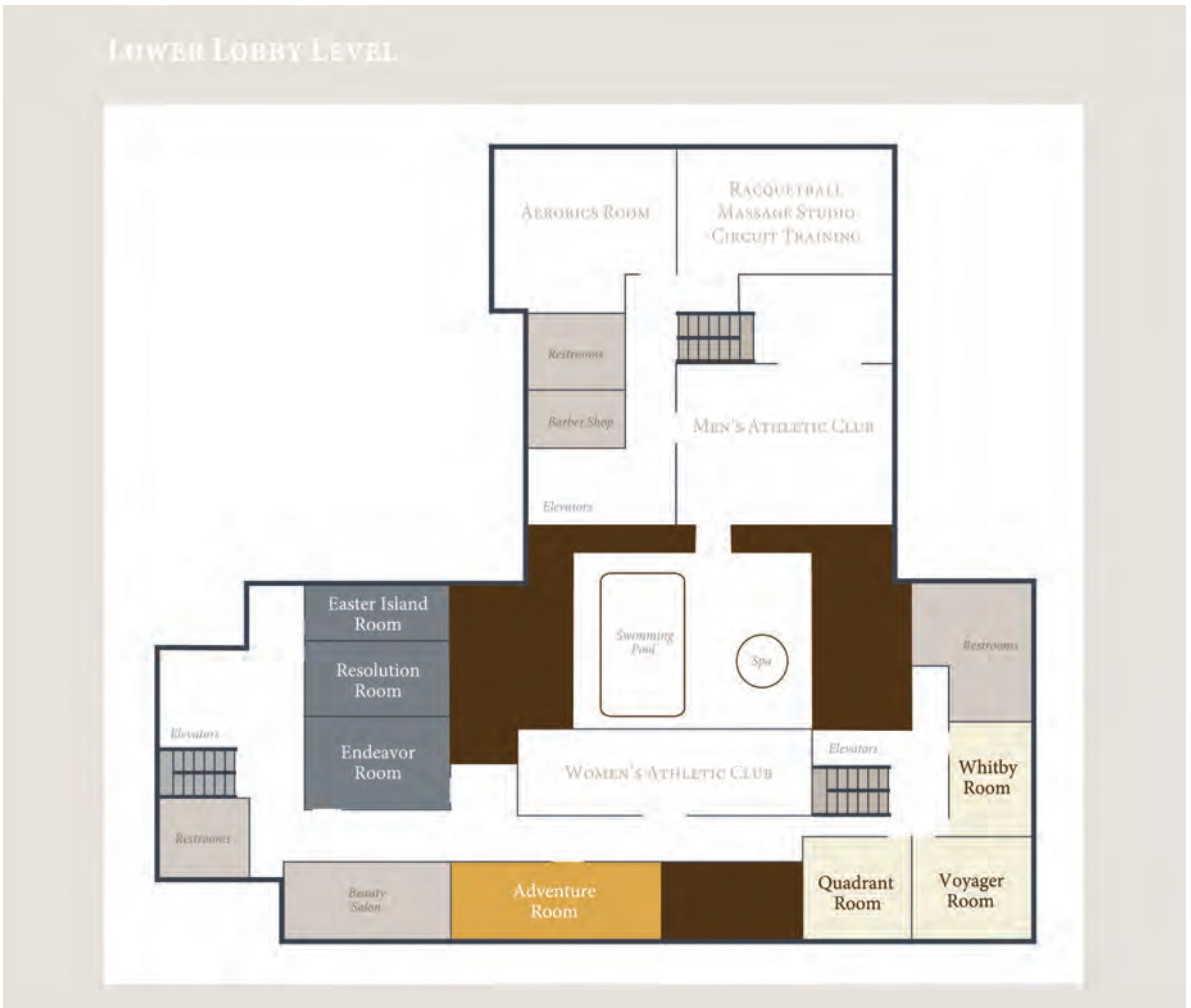 LOWER LOBBY LEVEL
AEROBICS ROOM
RACQUETBALL
MASSAGE STUDIO
CIRCUIT TRAINING
Restrooms
Barber Shop
MEN'S ATHLETIC CLUB
Elevators
Easter Island
Room
Resolution
Room
Endeavor
Room
Swimming
Pool
Spa
Restrooms
Elevators
Elevators
WOMEN'S ATHLETIC CLUB
Whitby
Room
Restrooms
Beauty
Salon
Adventure
Room
Quadrant
Room
Voyager
Room